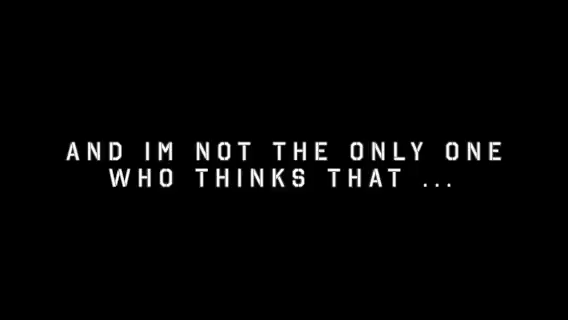 AND IM NOT THE ONLY ONE
WHO THINKS THAT ...